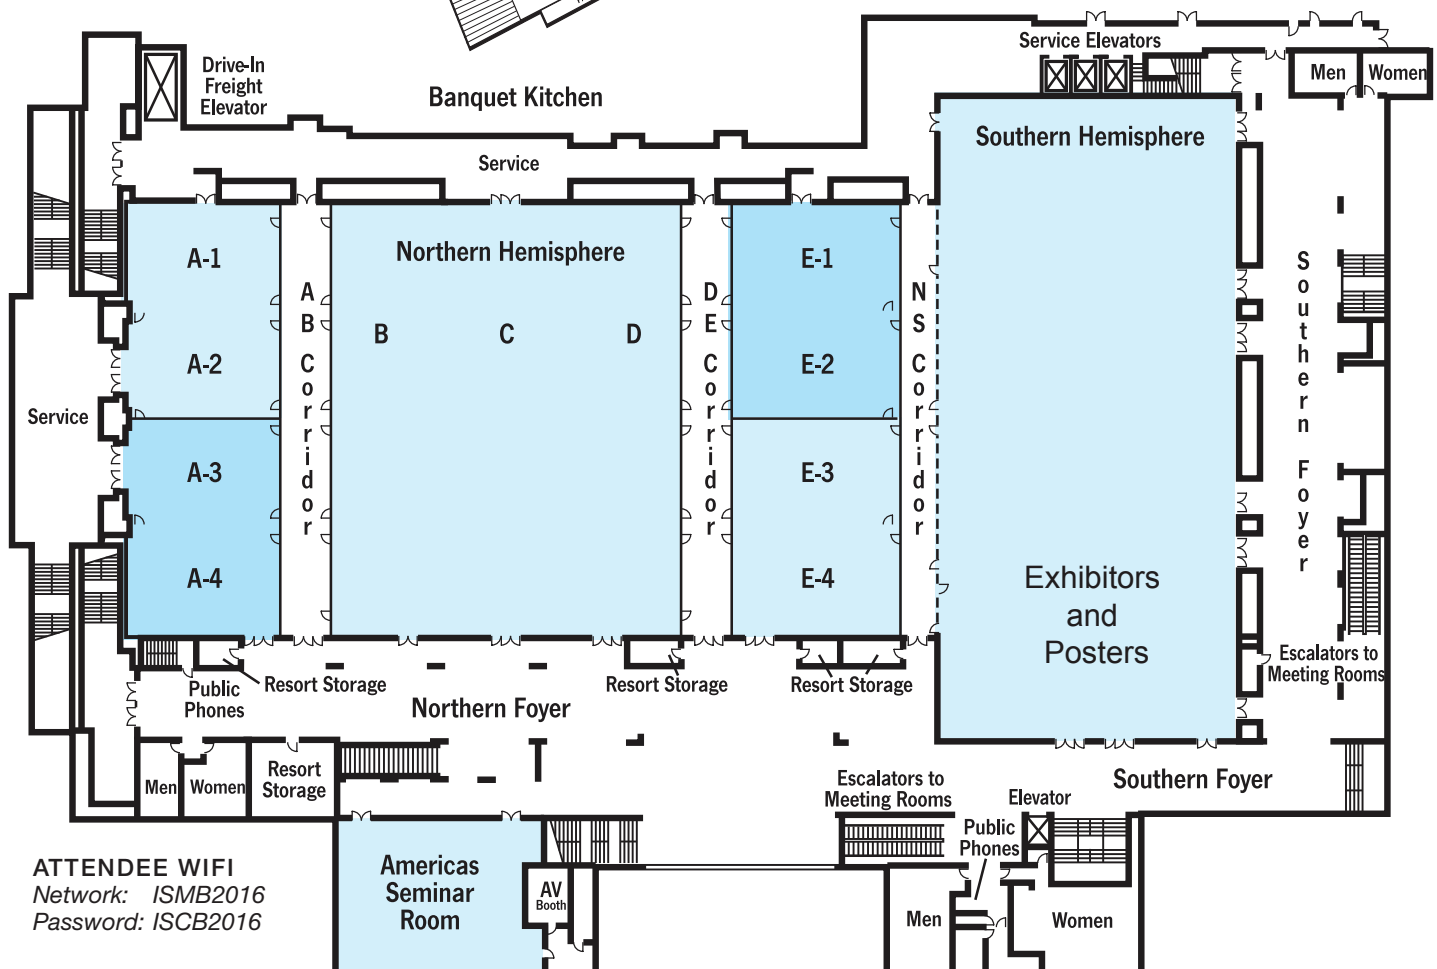 Service Elevators
Drive-In
Freight
Elevator
Men
Women
Banquet Kitchen
Southern Hemisphere
Service
A-1
Northern Hemisphere
E-1
A B Corridor
D E Corridor
N S Corridor
Southern Foyer
B
C
D
A-2
E-2
Service
A-3
E-3
A-4
E-4
Exhibitors
and
Posters
Escalators to
Meeting Rooms
Public
Phones
Resort Storage
Resort Storage
Resort Storage
Northern Foyer
Men
Women
Resort
Storage
Escalators to
Meeting Rooms
Southern Foyer
Elevator
Public
Phones
Americas
Seminar
Room
AV
Booth
Men
Women
ATTENDEE WIFI
Network: ISMB2016
Password: ISCB2016